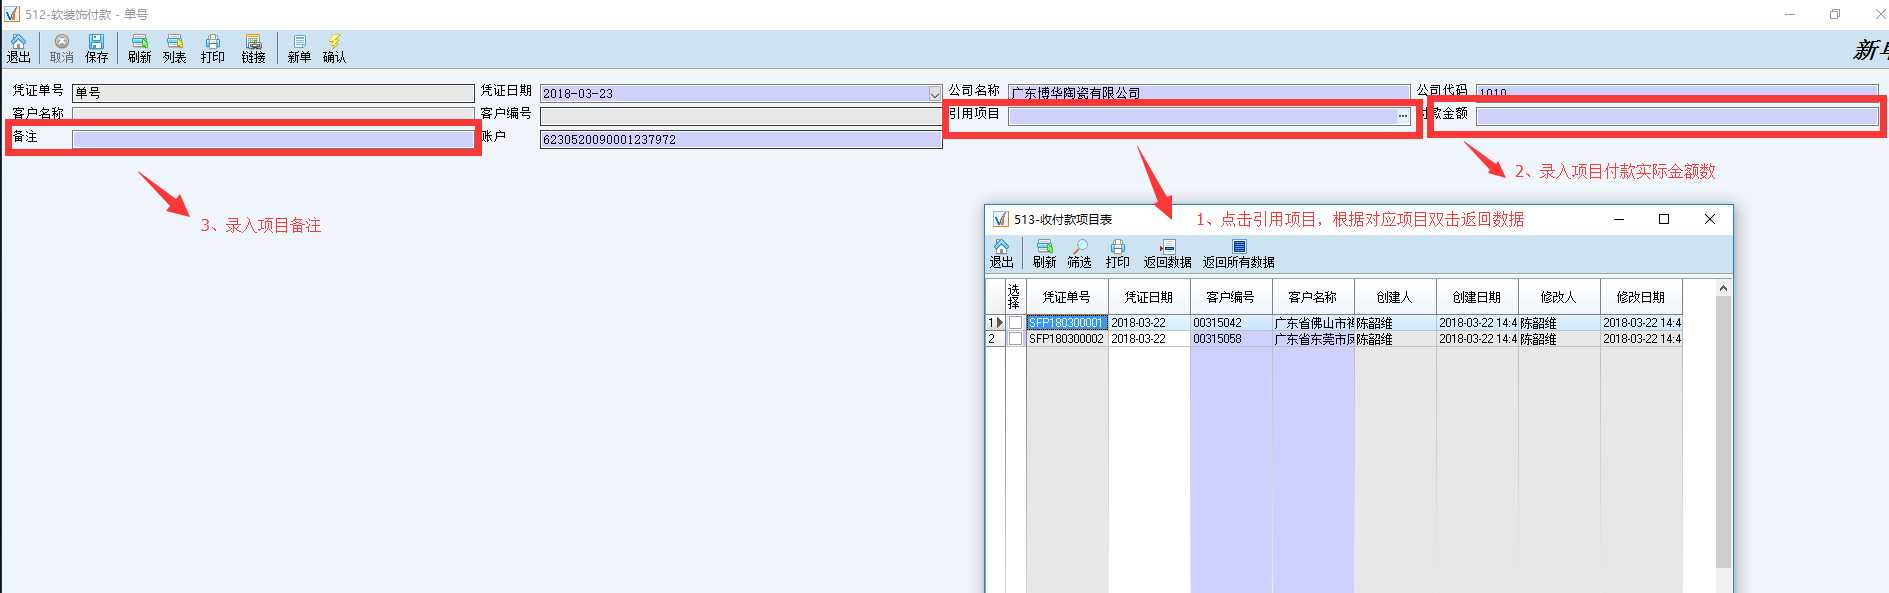 512-软装饰付款 - 单号
退出 取消 保存 刷新 列表 打印 链接 新单 确认
凭证单号 单号 凭证日期 2018-03-23 公司名称 广东博华陶瓷有限公司 公司代码 1010
客户名称 客户编号 引用项目 ... 付款金额
备注 账户 6230520090001237972
2、录入项目付款实际金额数
3、录入项目备注
513-收付款项目表
1、点击引用项目，根据对应项目双击返回数据
退出 刷新 筛选 打印 返回数据 返回所有数据
选择 凭证单号 凭证日期 客户编号 客户名称 创建人 创建日期 修改人 修改日期
1 SFP180300001 2018-03-22 00315042 广东省佛山市 陈韶维 2018-03-22 14:4 陈韶维 2018-03-22 14:4
2 SFP180300002 2018-03-22 00315058 广东省东莞市凤 陈韶维 2018-03-22 14:4 陈韶维 2018-03-22 14:4